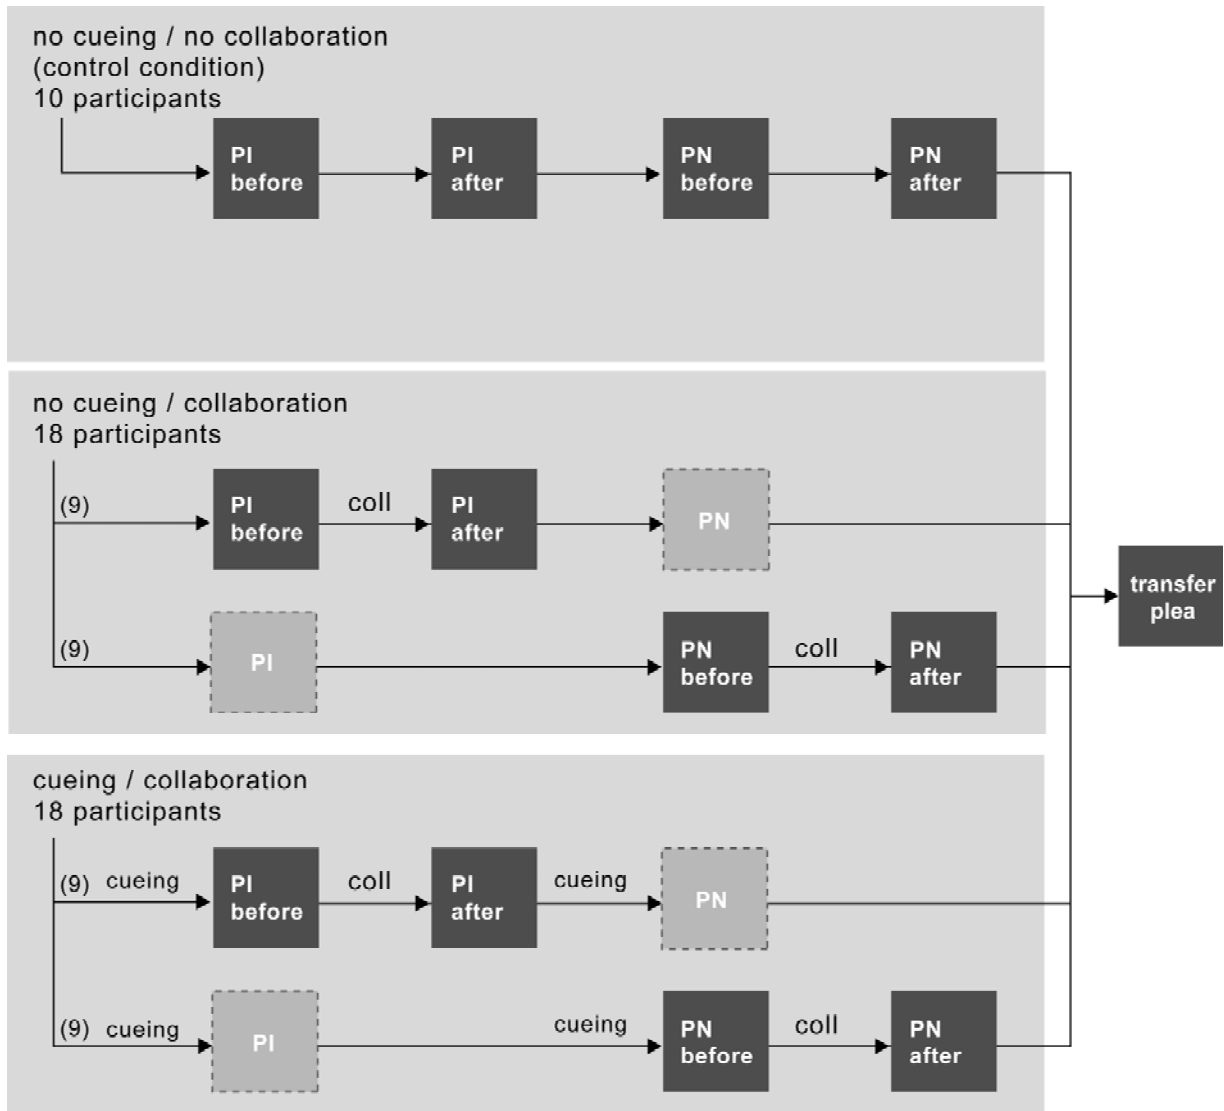 no cueing / no collaboration
(control condition)
10 participants
PI
before
PI
after
PN
before
PN
after
no cueing / collaboration
18 participants
(9)
PI
before
coll
PI
after
PN
(9)
PI
PN
before
coll
PN
after
transfer
plea
cueing / collaboration
18 participants
(9) cueing
PI
before
coll
PI
after
cueing
PN
(9) cueing
PI
cueing
PN
before
coll
PN
after